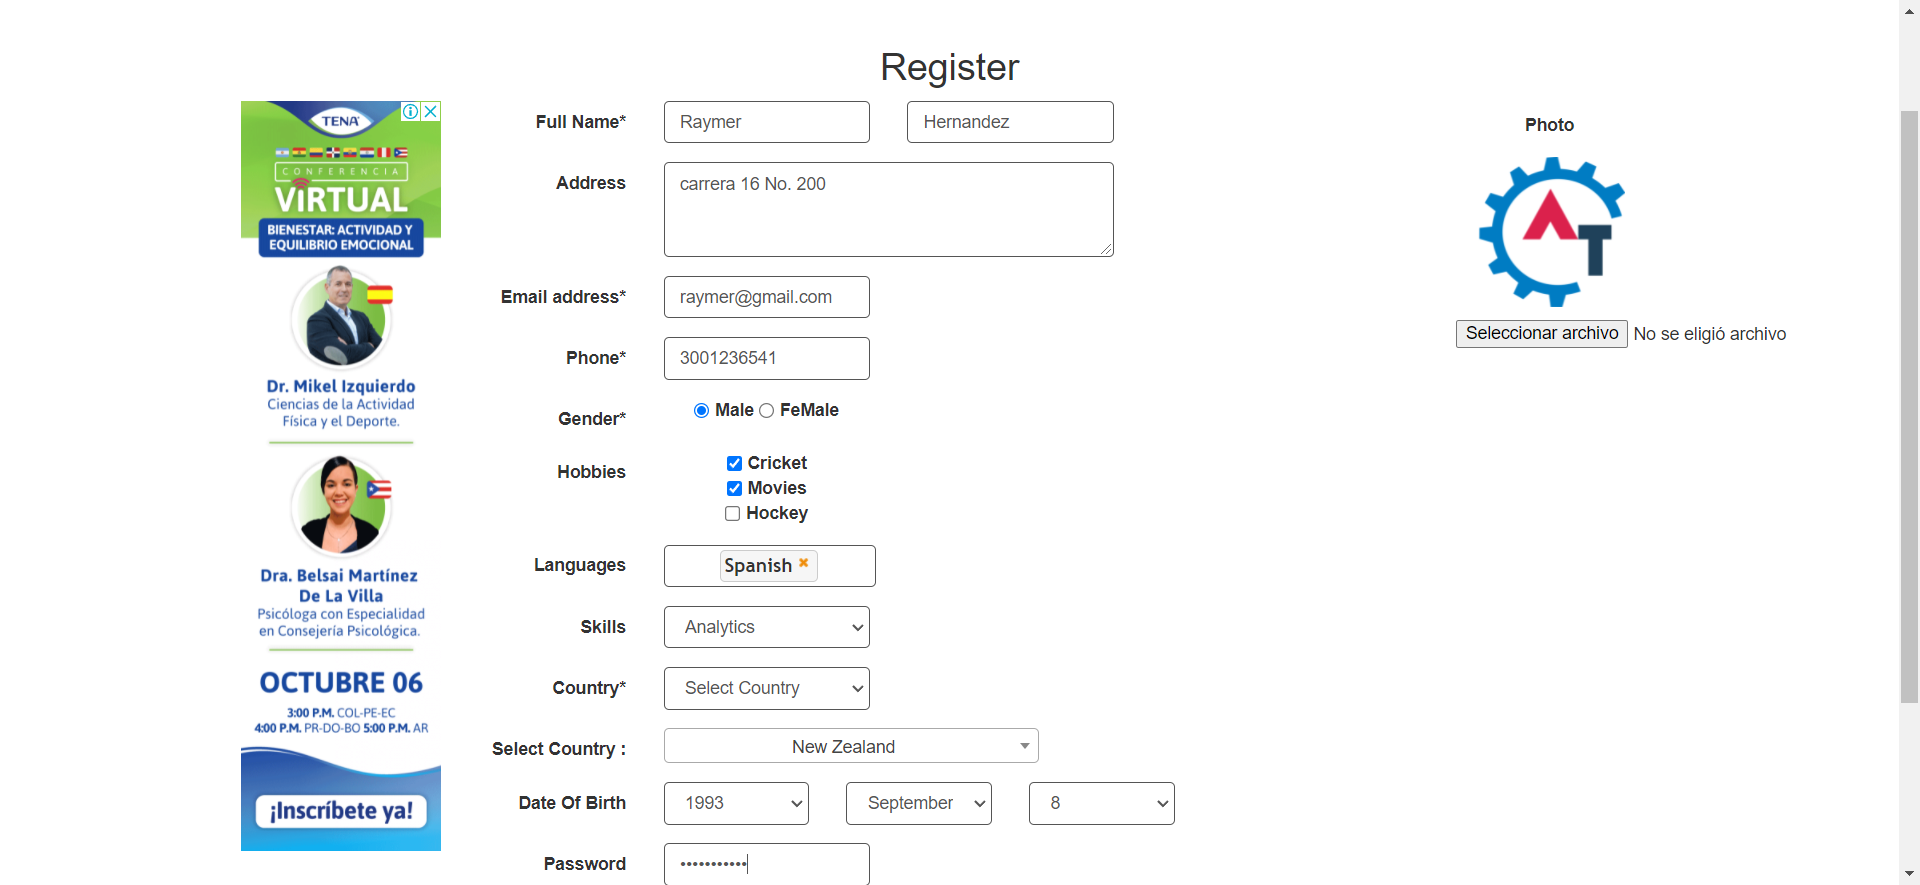 Register
TENA
CONFERENCIA
VIRTUAL
BIENESTAR: ACTIVIDAD Y
EQUILIBRIO EMOCIONAL
Dr. Mikel Izquierdo
Ciencias de la Actividad
Física y el Deporte.
Dra. Belsai Martínez
De La Villa
Psicóloga con Especialidad
en Consejería Psicológica.
OCTUBRE 06
3:00 P.M. COL-PE-EC
4:00 P.M. PR-DO-BO 5:00 P.M. AR
¡Inscríbete ya!
Full Name* Raymer Hernandez
Address carrera 16 No. 200
Email address* raymer@gmail.com
Phone* 3001236541
Gender* Male FeMale
Hobbies Cricket
Movies
Hockey
Languages Spanish
Skills Analytics
Country* Select Country
Select Country : New Zealand
Date Of Birth 1993 September 8
Password •••••••••••
Photo
AT
Seleccionar archivo No se eligió archivo